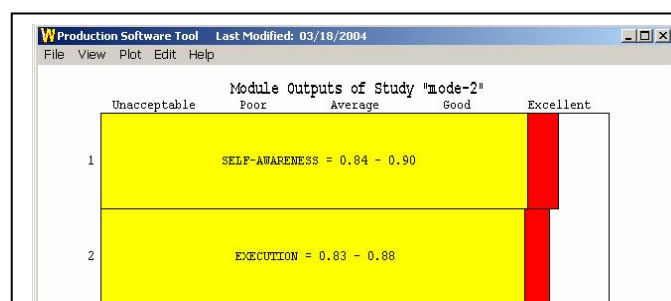 Production Software Tool Last Modified: 03/18/2004
File View Plot Edit Help
Module Outputs of Study "mode-2"
Unacceptable Poor Average Good Excellent
1 SELF-AWARENESS = 0.84 - 0.90
2 EXECUTION = 0.83 - 0.88